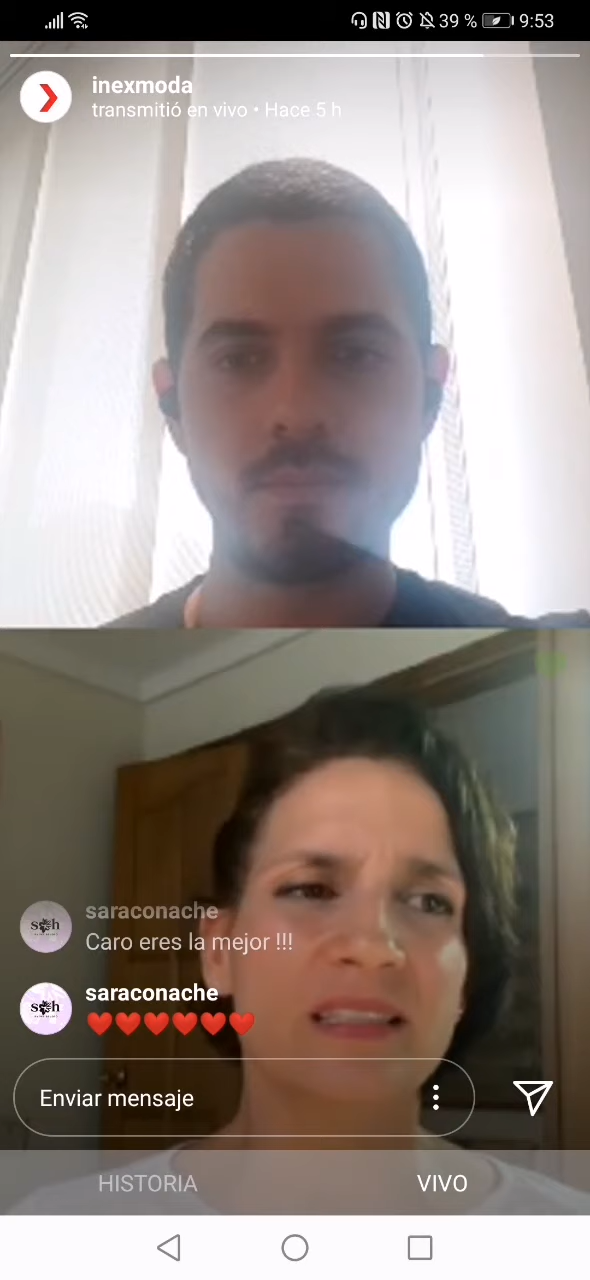 39 % 9:53
inexmoda
transmitió en vivo • Hace 5 h
saraconache
Caro eres la mejor !!!
saraconache
Enviar mensaje
HISTORIA VIVO